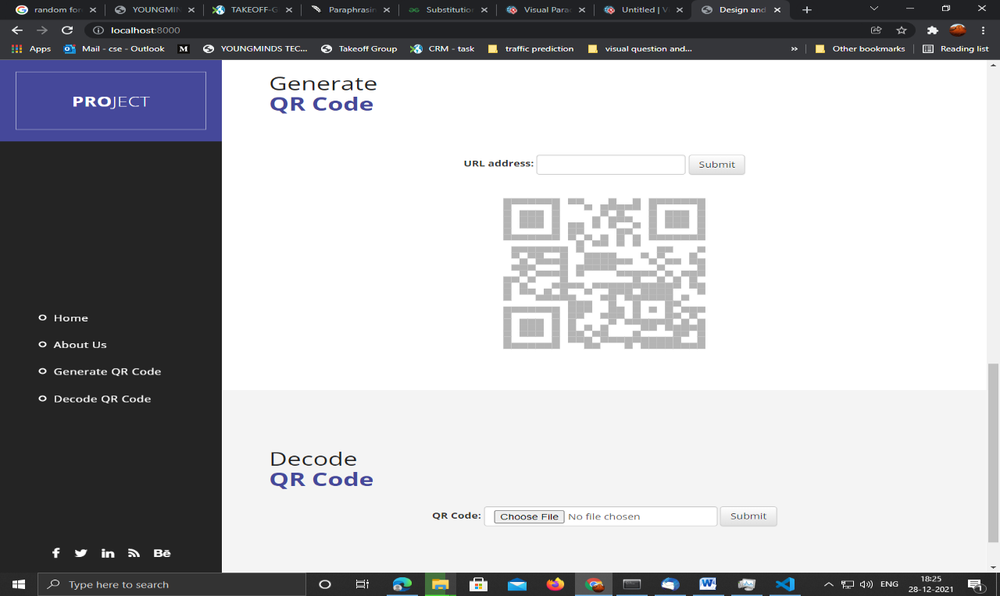 random for
YOUNGMIN
TAKEOFF-G
Paraphrasin
Substitution
Visual Para
Untitled | Vi
Design and
localhost:8000
Apps
Mail - cse - Outlook
M
YOUNGMINDS TEC...
Takeoff Group
CRM - task
traffic prediction
visual question and...
»
Other bookmarks
Reading list
PROJECT
Home
About Us
Generate QR Code
Decode QR Code
Generate
QR Code
URL address:
Submit
Decode
QR Code
QR Code:
Choose File
No file chosen
Submit
Type here to search
ENG
18:25
28-12-2021